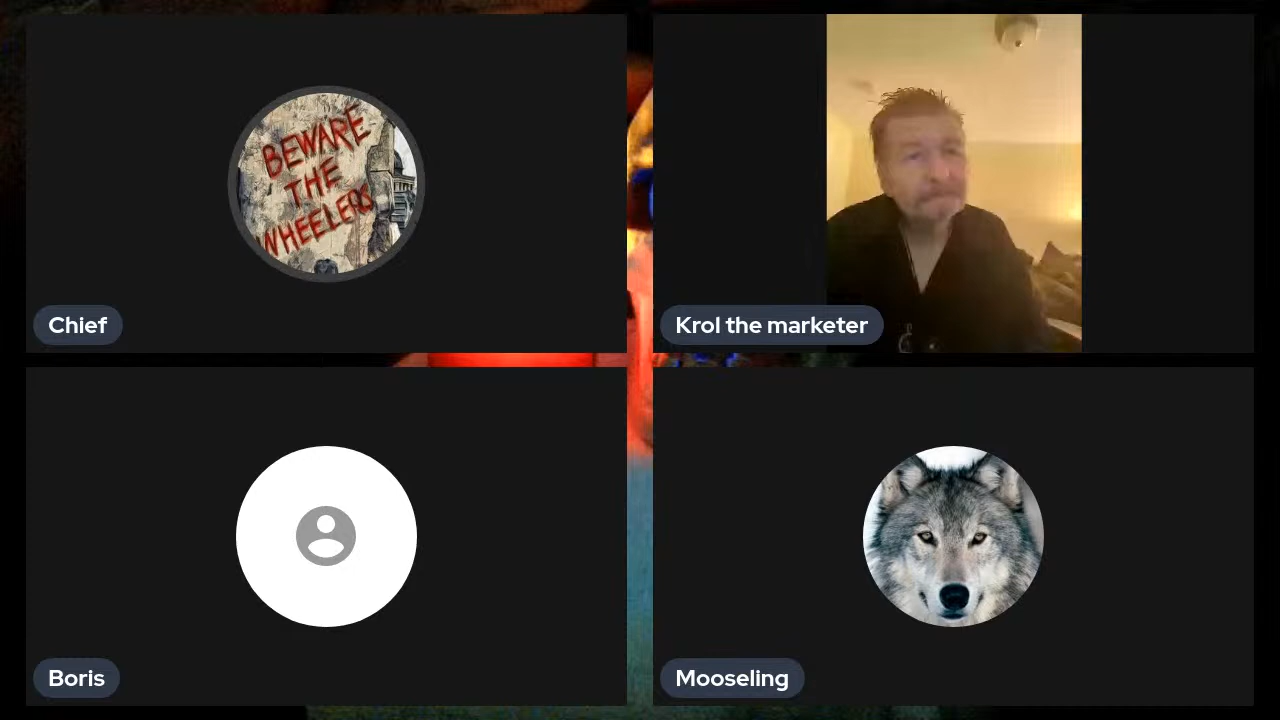 BEWARE
THE
WHEELERS
Chief
Krol the marketer
Boris
Mooseling